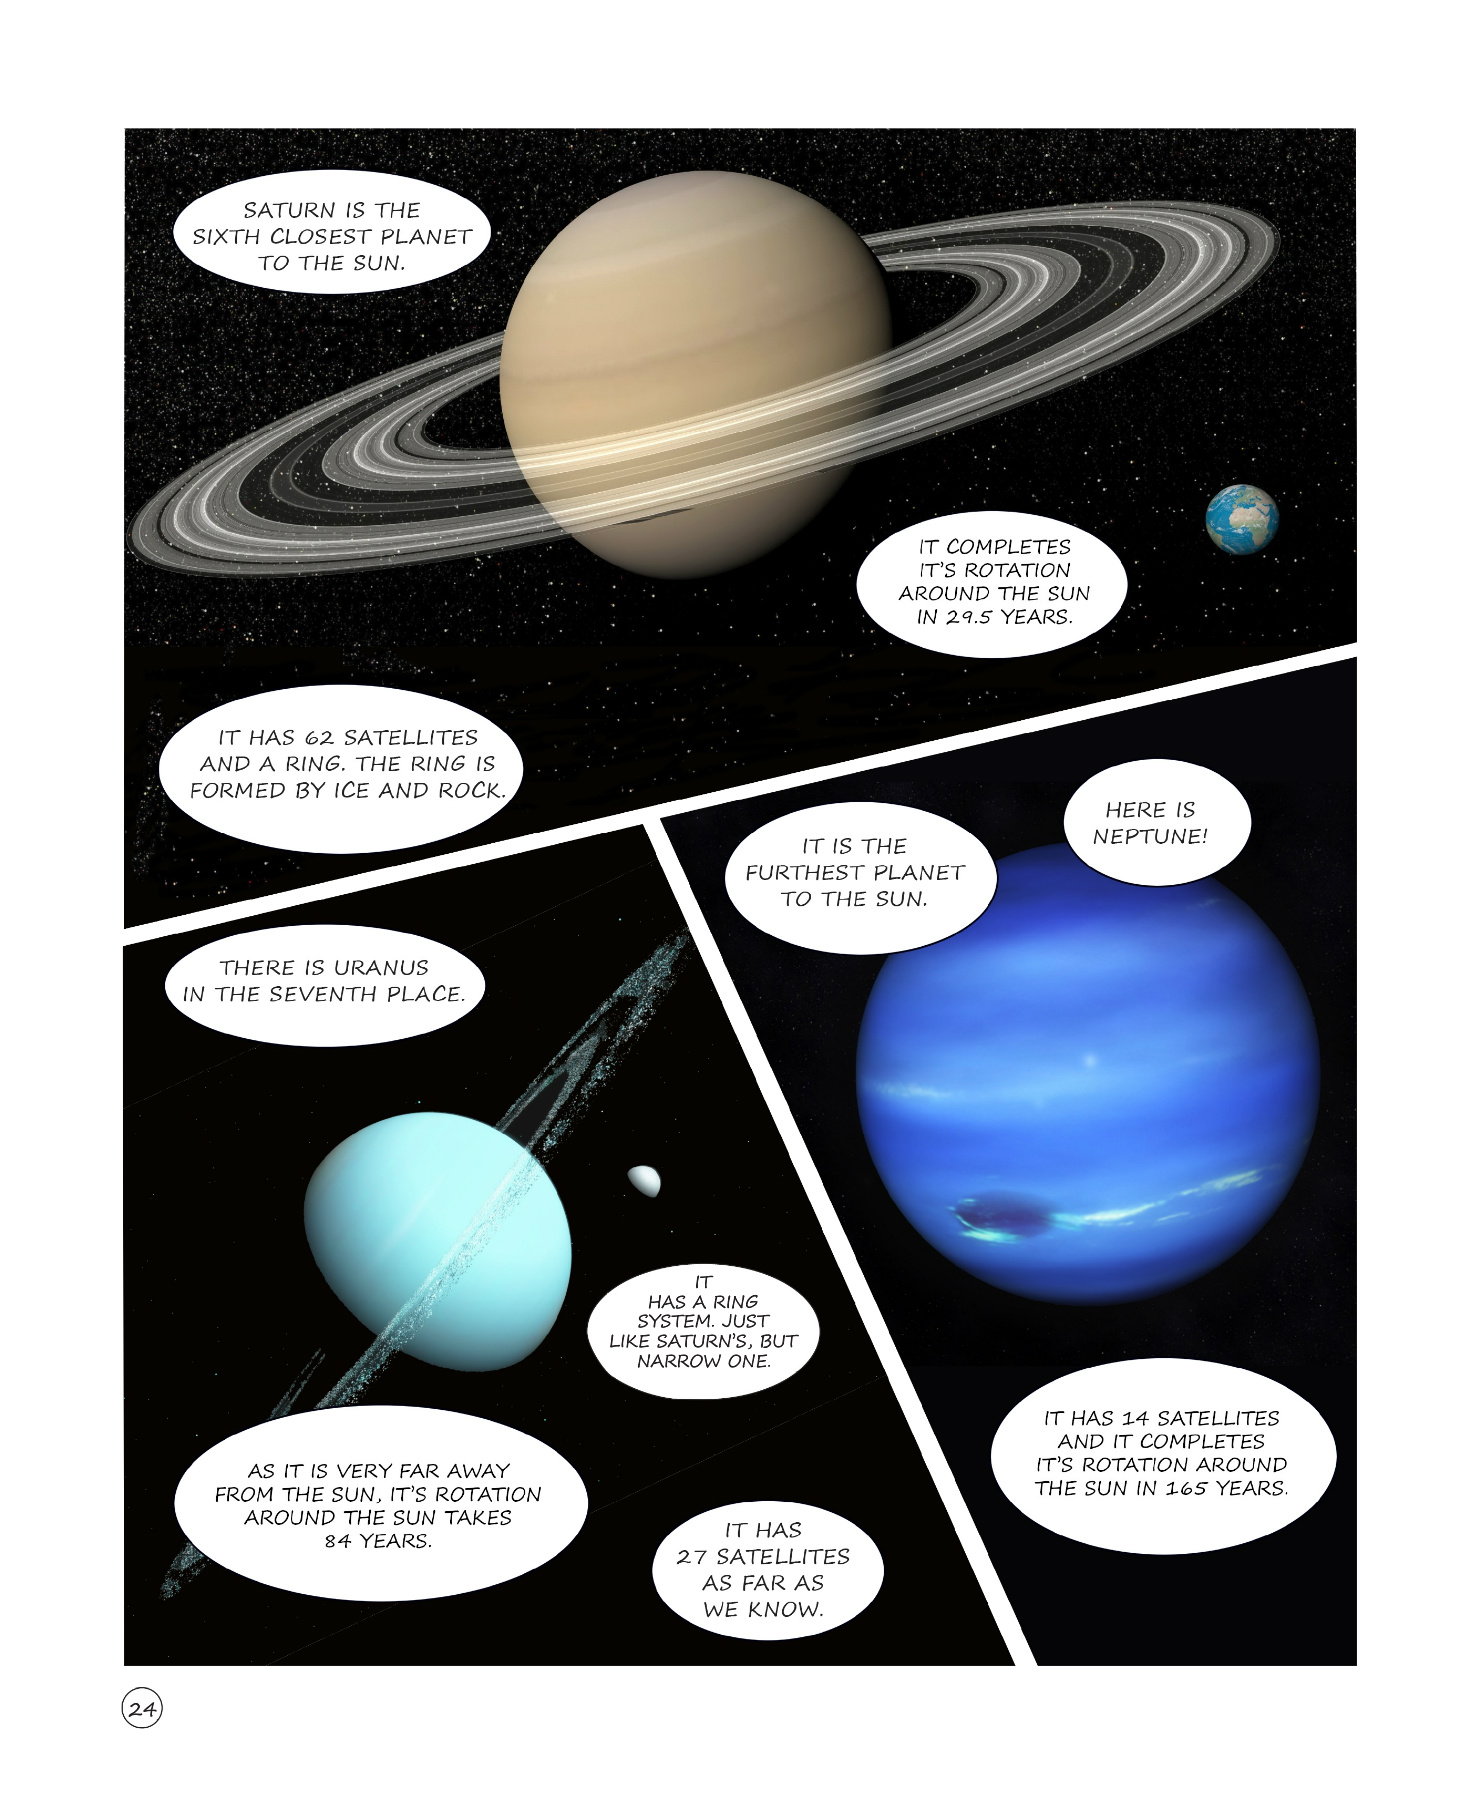 SATURN IS THE
SIXTH CLOSEST PLANET
TO THE SUN.
IT COMPLETES
IT'S ROTATION
AROUND THE SUN
IN 29.5 YEARS.
IT HAS 62 SATELLITES
AND A RING. THE RING IS
FORMED BY ICE AND ROCK.
THERE IS URANUS
IN THE SEVENTH PLACE.
IT
HAS A RING
SYSTEM. JUST
LIKE SATURN'S, BUT
NARROW ONE.
AS IT IS VERY FAR AWAY
FROM THE SUN, IT'S ROTATION
AROUND THE SUN TAKES
84 YEARS.
IT HAS
27 SATELLITES
AS FAR AS
WE KNOW.
HERE IS
NEPTUNE!
IT IS THE
FURTHEST PLANET
TO THE SUN.
IT HAS 14 SATELLITES
AND IT COMPLETES
IT'S ROTATION AROUND
THE SUN IN 165 YEARS.
24